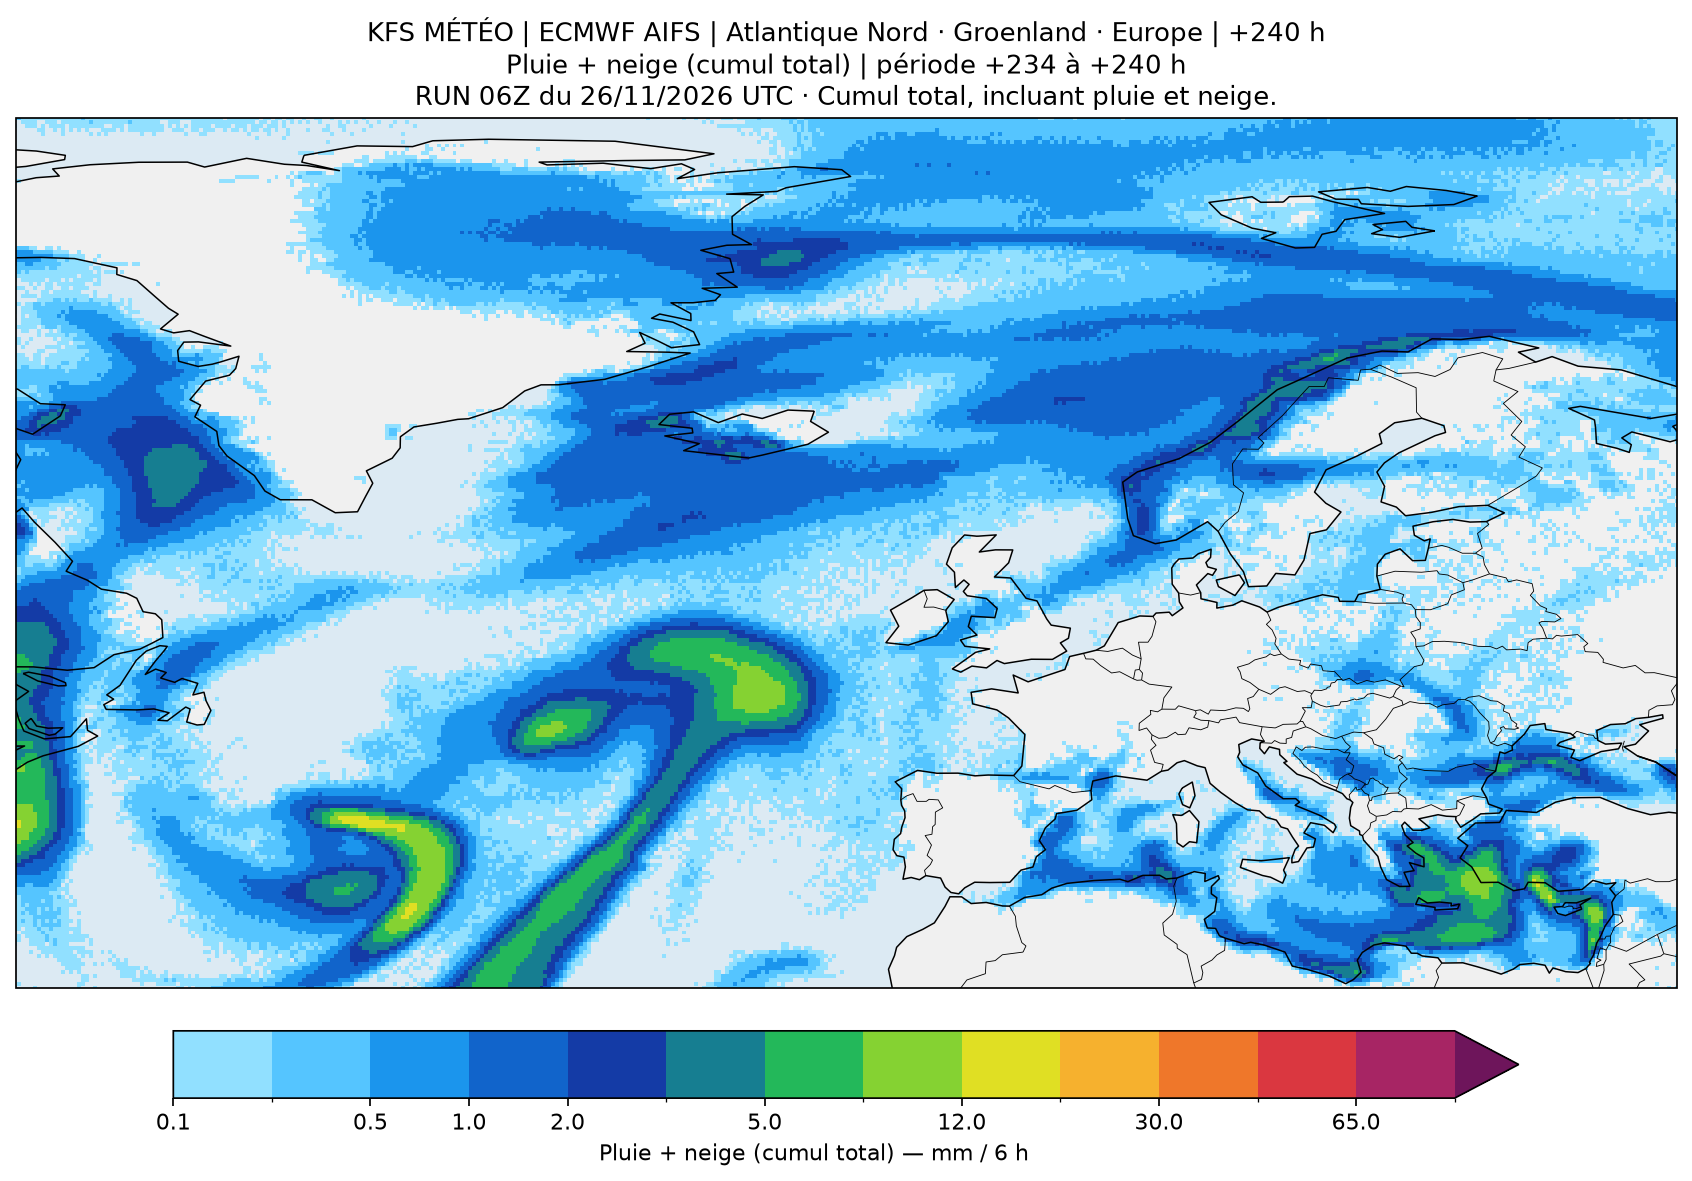 KFS MÉTÉO | ECMWF AIFS | Atlantique Nord · Groenland · Europe | +240 h
Pluie + neige (cumul total) | période +234 à +240 h
RUN 06Z du 26/11/2026 UTC · Cumul total, incluant pluie et neige.
0.1 0.5 1.0 2.0 5.0 12.0 30.0 65.0
Pluie + neige (cumul total) — mm / 6 h